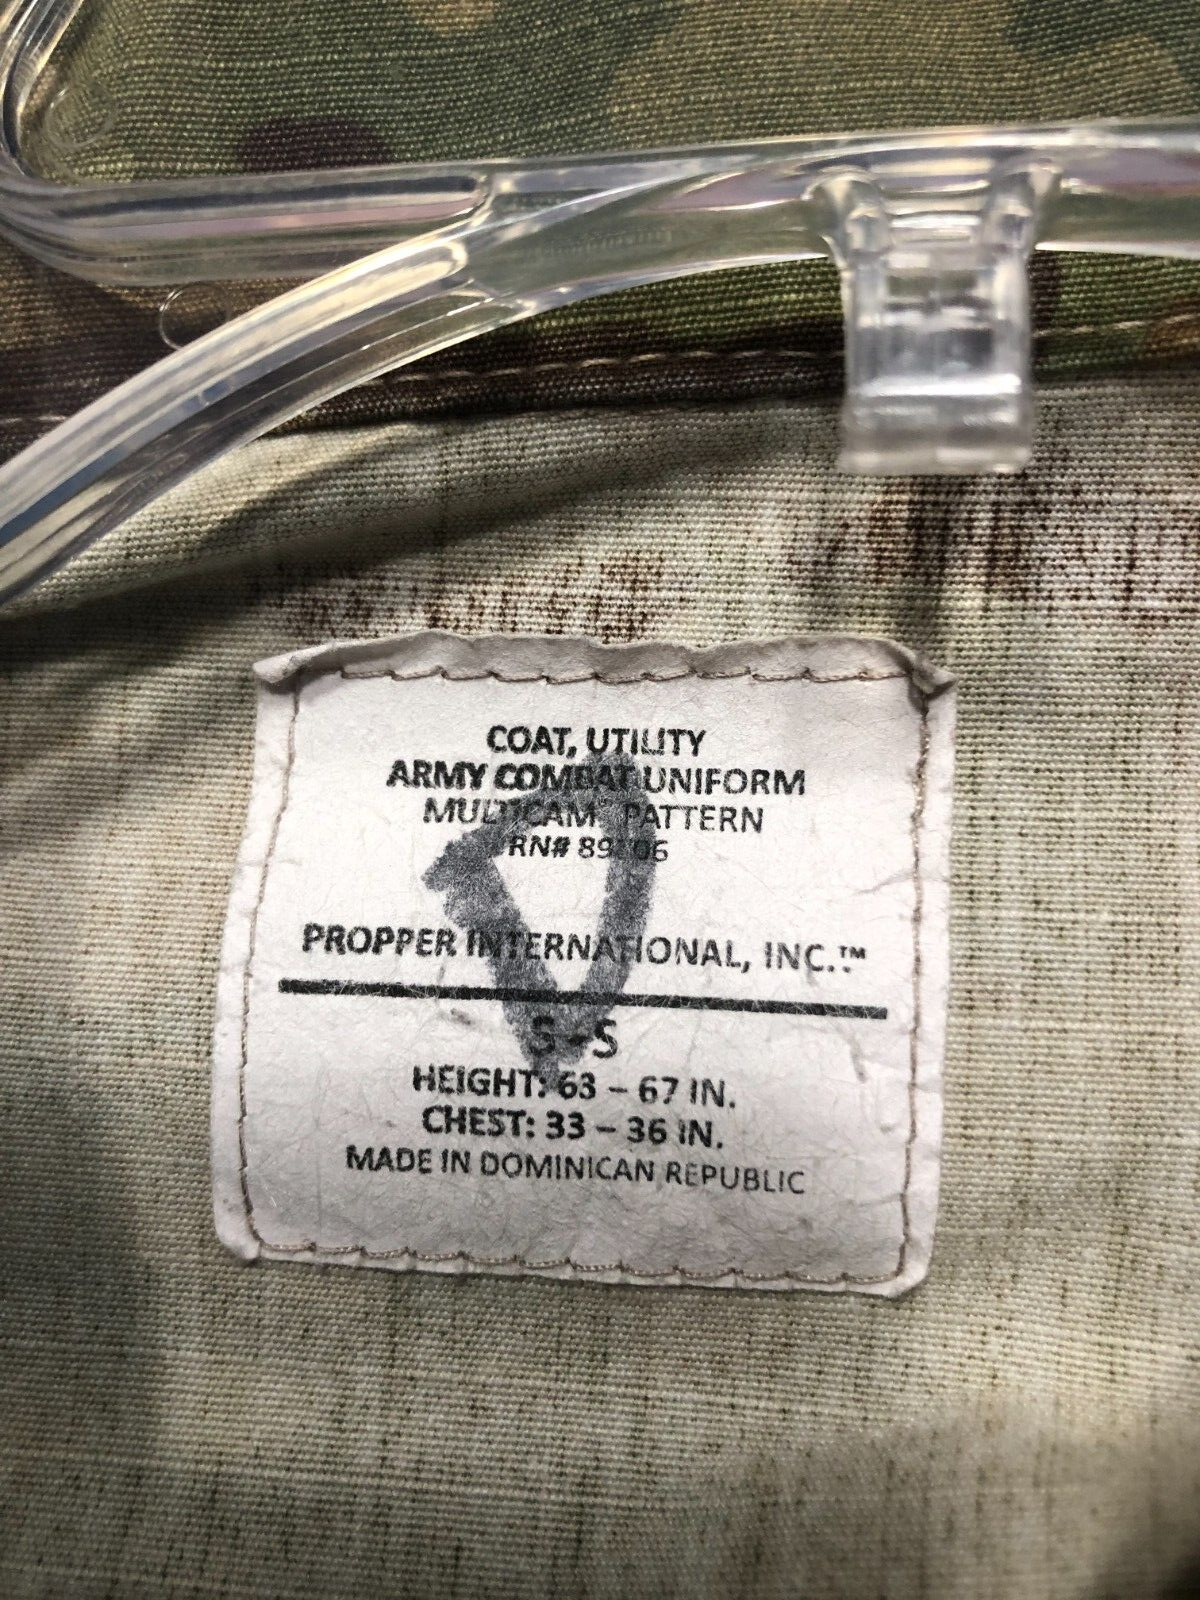 COAT, UTILITY
ARMY COMBAT UNIFORM
MULTICAM® PATTERN
RN#
PROPPER INTERNATIONAL, INC.™
S-S
HEIGHT: 63 – 67 IN.
CHEST: 33 – 36 IN.
MADE IN DOMINICAN REPUBLIC